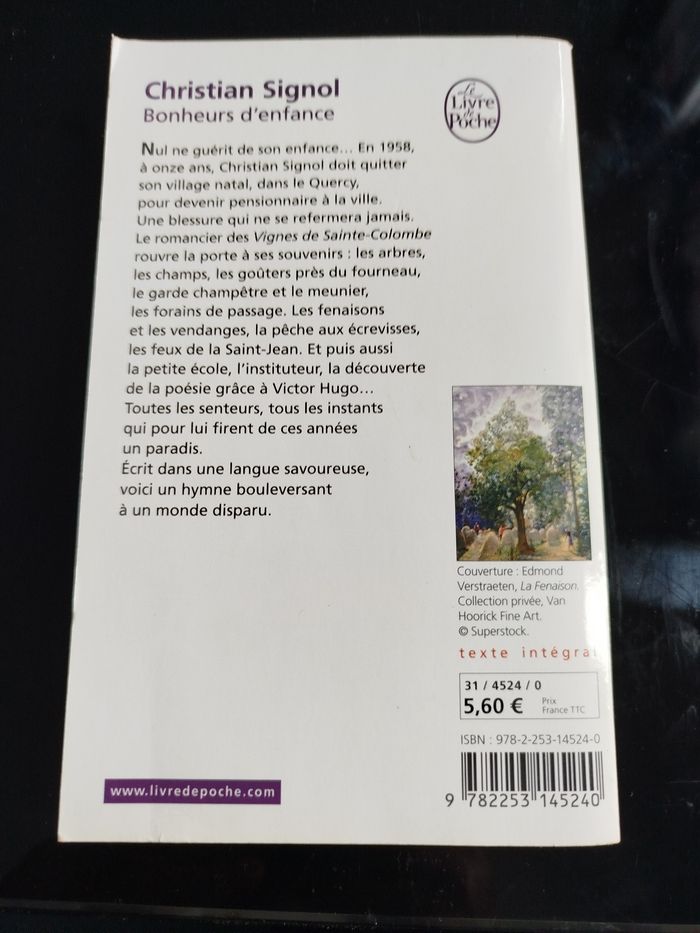 Christian Signol
Bonheurs d'enfance
Le
Livre
de
Poche
Nul ne guérit de son enfance... En 1958,
à onze ans, Christian Signol doit quitter
son village natal, dans le Quercy,
pour devenir pensionnaire à la ville.
Une blessure qui ne se refermera jamais.
Le romancier des Vignes de Sainte-Colombe
rouvre la porte à ses souvenirs : les arbres,
les champs, les goûters près du fourneau,
le garde champêtre et le meunier,
les forains de passage. Les fenaisons
et les vendanges, la pêche aux écrevisses,
les feux de la Saint-Jean. Et puis aussi
la petite école, l'instituteur, la découverte
de la poésie grâce à Victor Hugo...
Toutes les senteurs, tous les instants
qui pour lui firent de ces années
un paradis.
Écrit dans une langue savoureuse,
voici un hymne bouleversant
à un monde disparu.
Couverture : Edmond
Verstraeten, La Fenaison.
Collection privée, Van
Hoorick Fine Art.
© Superstock.
texte intégral
31 / 4524 / 0
5,60 € Prix
France TTC
ISBN : 978-2-253-14524-0
9 782253 145240
www.livredepoche.com